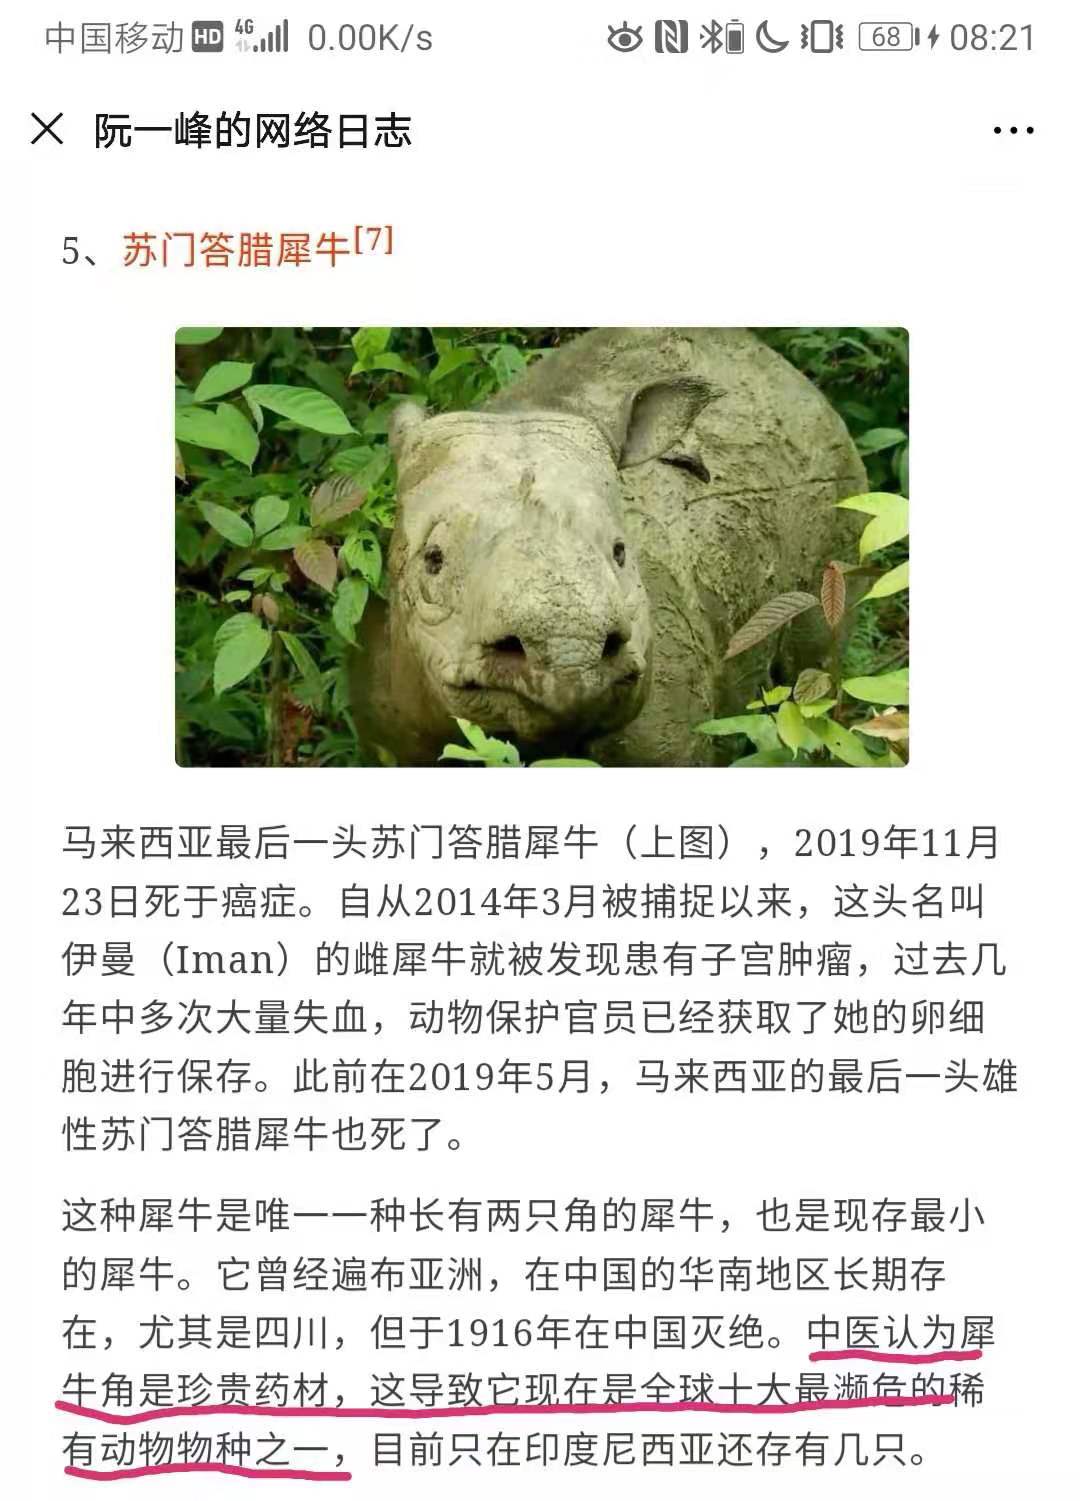 中国移动 HD 4G 0.00K/s 68 08:21
阮一峰的网络日志
5、苏门答腊犀牛[7]
马来西亚最后一头苏门答腊犀牛（上图），2019年11月
23日死于癌症。自从2014年3月被捕捉以来，这头名叫
伊曼（Iman）的雌犀牛就被发现患有子宫肿瘤，过去几
年中多次大量失血，动物保护官员已经获取了她的卵细
胞进行保存。此前在2019年5月，马来西亚的最后一头雄
性苏门答腊犀牛也死了。
这种犀牛是唯一一种长有两只角的犀牛，也是现存最小
的犀牛。它曾经遍布亚洲，在中国的华南地区长期存
在，尤其是四川，但于1916年在中国灭绝。中医认为犀
牛角是珍贵药材，这导致它现在是全球十大最濒危的稀
有动物物种之一，目前只在印度尼西亚还存有几只。